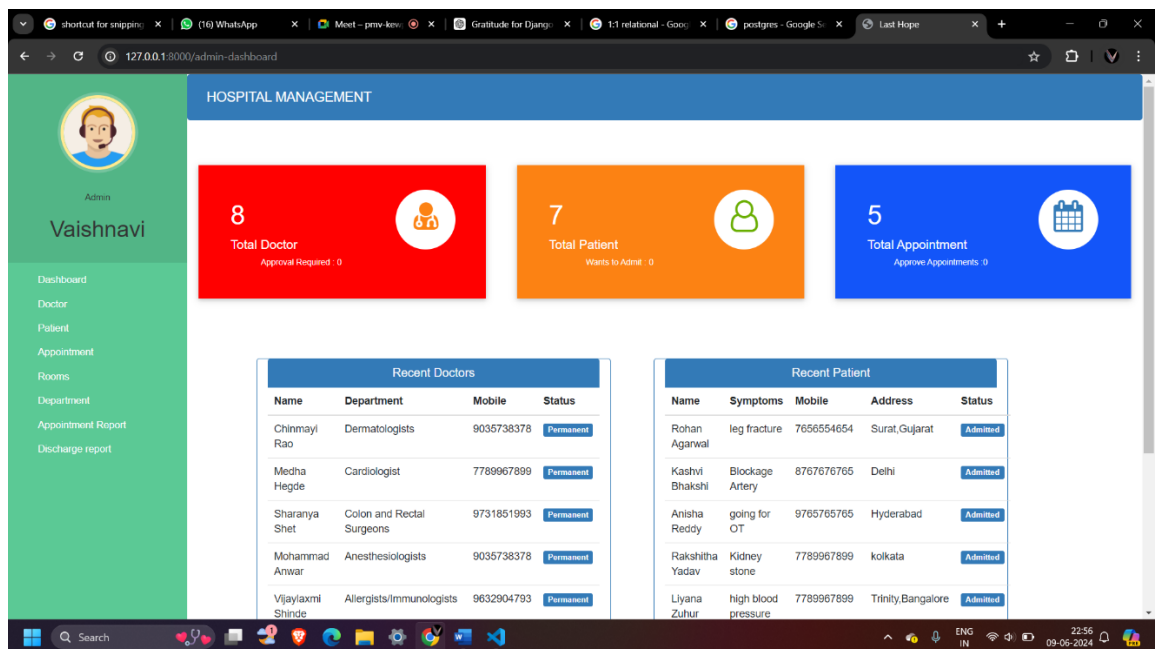 shortcut for snipping
(16) WhatsApp
Meet – pmv-kew
Gratitude for Django
1:1 relational - Goog
postgres - Google Se
Last Hope
127.0.0.1:8000/admin-dashboard
HOSPITAL MANAGEMENT
Admin
Vaishnavi
Dashboard
Doctor
Patient
Appointment
Rooms
Department
Appointment Report
Discharge report
8
Total Doctor
Approval Required : 0
7
Total Patient
Wants to Admit : 0
5
Total Appointment
Approve Appointments :0
Recent Doctors
Name Department Mobile Status
Chinmayi Rao Dermatologists 9035738378 Permanent
Medha Hegde Cardiologist 7789967899 Permanent
Sharanya Shet Colon and Rectal Surgeons 9731851993 Permanent
Mohammad Anwar Anesthesiologists 9035738378 Permanent
Vijaylaxmi Shinde Allergists/Immunologists 9632904793 Permanent
Recent Patient
Name Symptoms Mobile Address Status
Rohan Agarwal leg fracture 7656554654 Surat,Gujarat Admitted
Kashvi Bhakshi Blockage Artery 8767676765 Delhi Admitted
Anisha Reddy going for OT 9765765765 Hyderabad Admitted
Rakshitha Yadav Kidney stone 7789967899 kolkata Admitted
Liyana Zuhur high blood pressure 7789967899 Trinity,Bangalore Admitted
Search
ENG
IN
22:56
09-06-2024